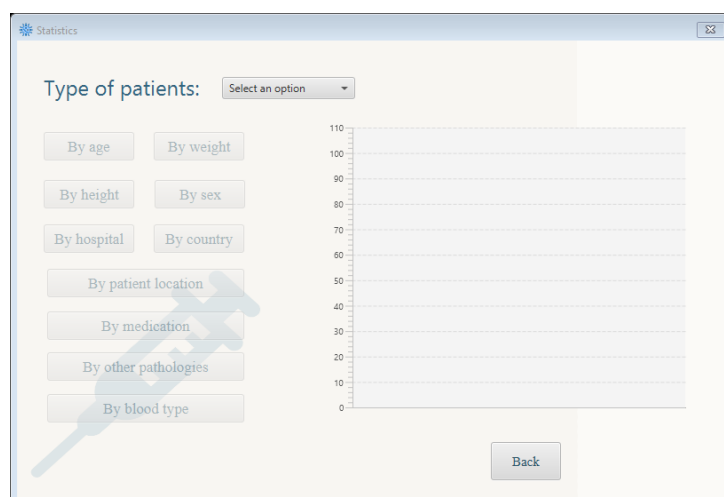 Statistics
Type of patients: Select an option
By age By weight
By height By sex
By hospital By country
By patient location
By medication
By other pathologies
By blood type
110
100
90
80
70
60
50
40
30
20
10
0
Back